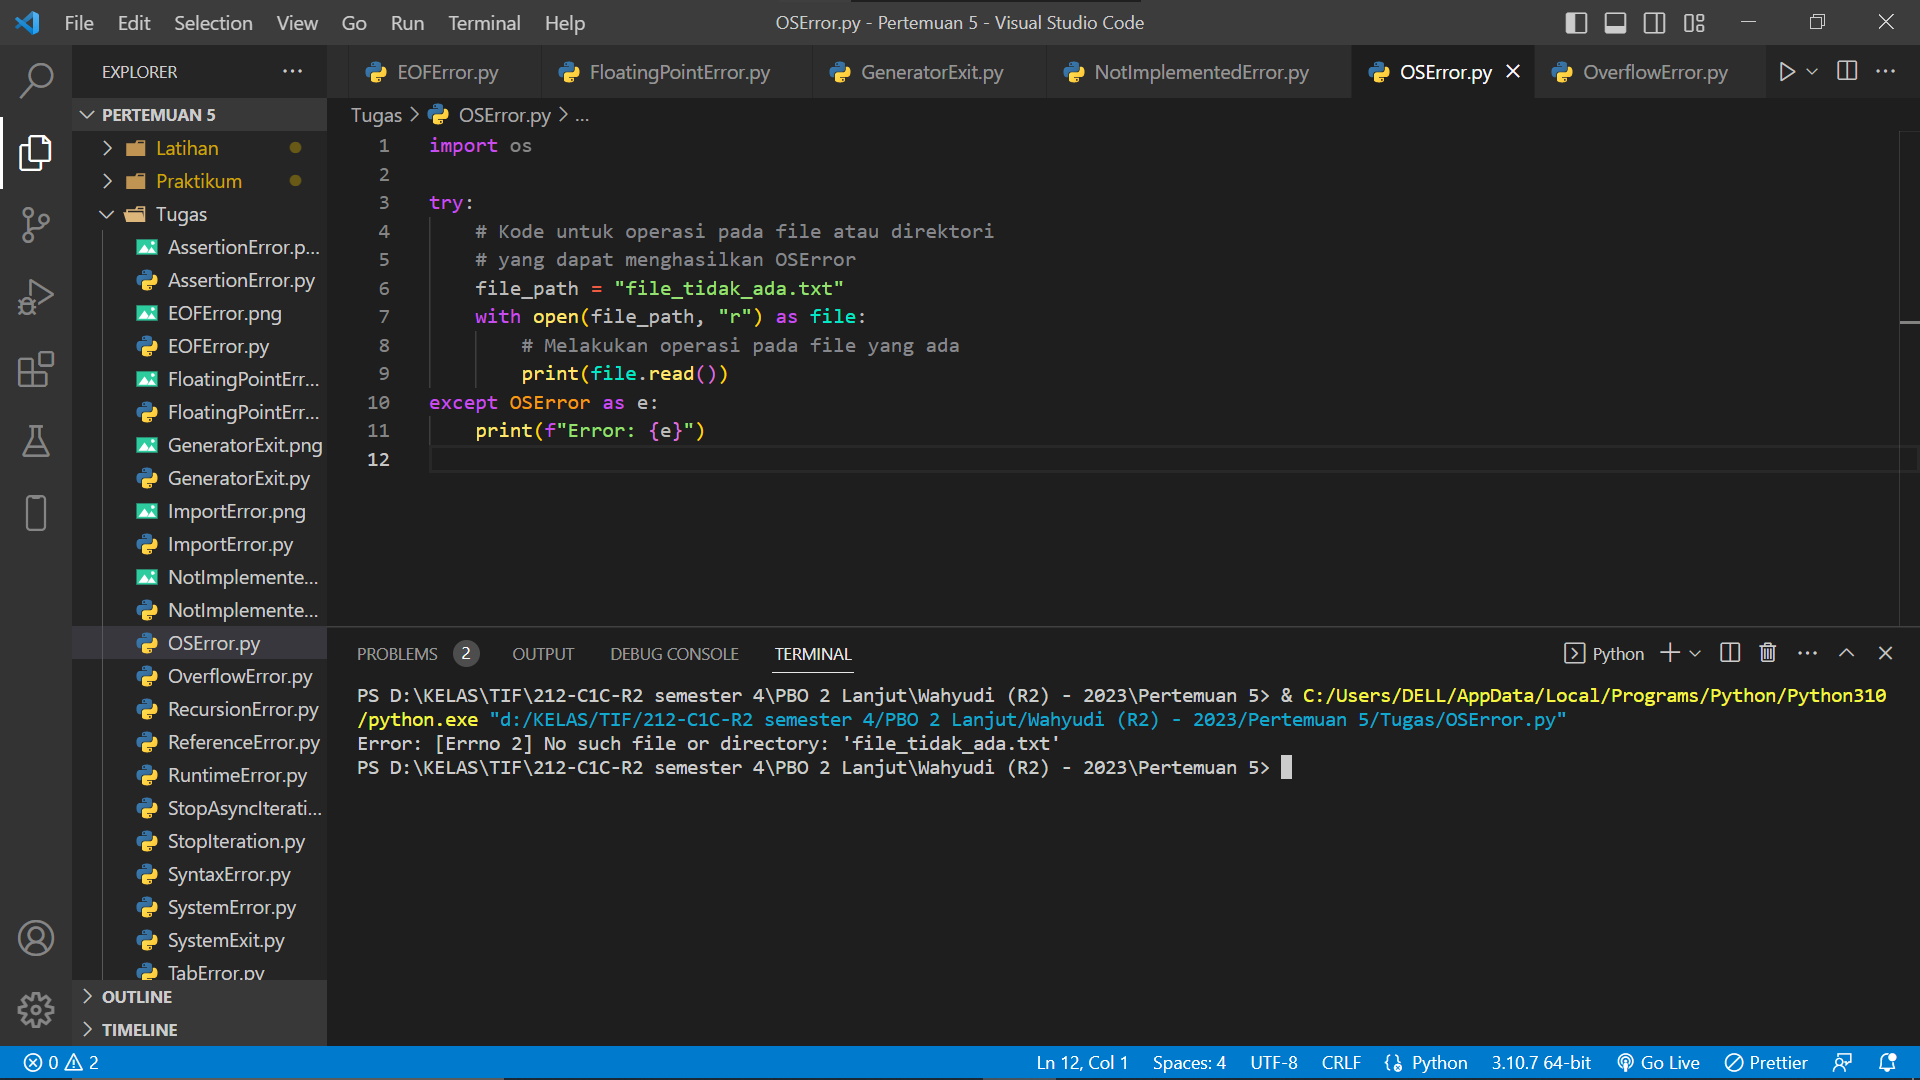 File Edit Selection View Go Run Terminal Help
OSError.py - Pertemuan 5 - Visual Studio Code
EXPLORER
PERTEMUAN 5
Latihan
Praktikum
Tugas
AssertionError.p...
AssertionError.py
EOFError.png
EOFError.py
FloatingPointErr...
FloatingPointErr...
GeneratorExit.png
GeneratorExit.py
ImportError.png
ImportError.py
NotImplemente...
NotImplemente...
OSError.py
OverflowError.py
RecursionError.py
ReferenceError.py
RuntimeError.py
StopAsyncIterati...
StopIteration.py
SyntaxError.py
SystemError.py
SystemExit.py
TabError.py
OUTLINE
TIMELINE
EOFError.py FloatingPointError.py GeneratorExit.py NotImplementedError.py OSError.py OverflowError.py
Tugas > OSError.py > ...
1 import os
2
3 try:
4 # Kode untuk operasi pada file atau direktori
5 # yang dapat menghasilkan OSError
6 file_path = "file_tidak_ada.txt"
7 with open(file_path, "r") as file:
8 # Melakukan operasi pada file yang ada
9 print(file.read())
10 except OSError as e:
11 print(f"Error: {e}")
12
PROBLEMS 2 OUTPUT DEBUG CONSOLE TERMINAL
Python
PS D:\KELAS\TIF\212-C1C-R2 semester 4\PBO 2 Lanjut\Wahyudi (R2) - 2023\Pertemuan 5> & C:/Users/DELL/AppData/Local/Programs/Python/Python310
/python.exe "d:/KELAS/TIF/212-C1C-R2 semester 4/PBO 2 Lanjut/Wahyudi (R2) - 2023/Pertemuan 5/Tugas/OSError.py"
Error: [Errno 2] No such file or directory: 'file_tidak_ada.txt'
PS D:\KELAS\TIF\212-C1C-R2 semester 4\PBO 2 Lanjut\Wahyudi (R2) - 2023\Pertemuan 5>
0 2
Ln 12, Col 1 Spaces: 4 UTF-8 CRLF Python 3.10.7 64-bit Go Live Prettier